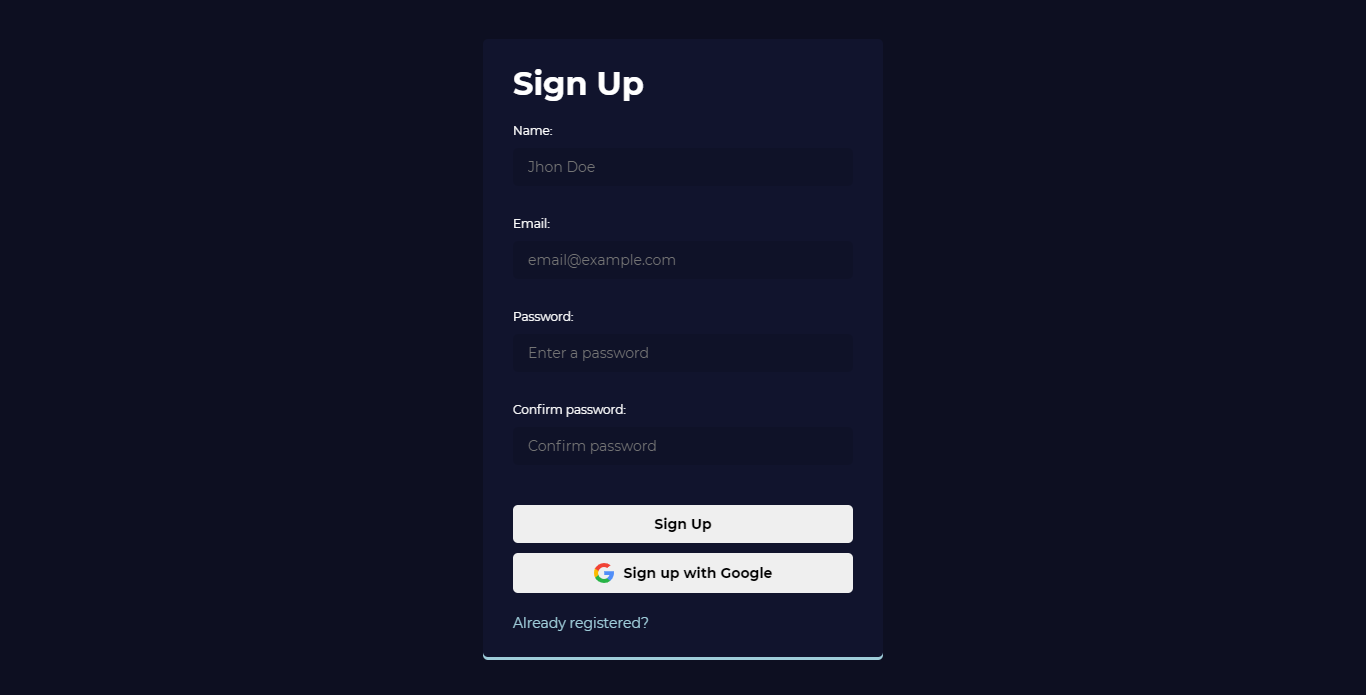 Sign Up
Name:
Jhon Doe
Email:
email@example.com
Password:
Enter a password
Confirm password:
Confirm password
Sign Up
Sign up with Google
Already registered?